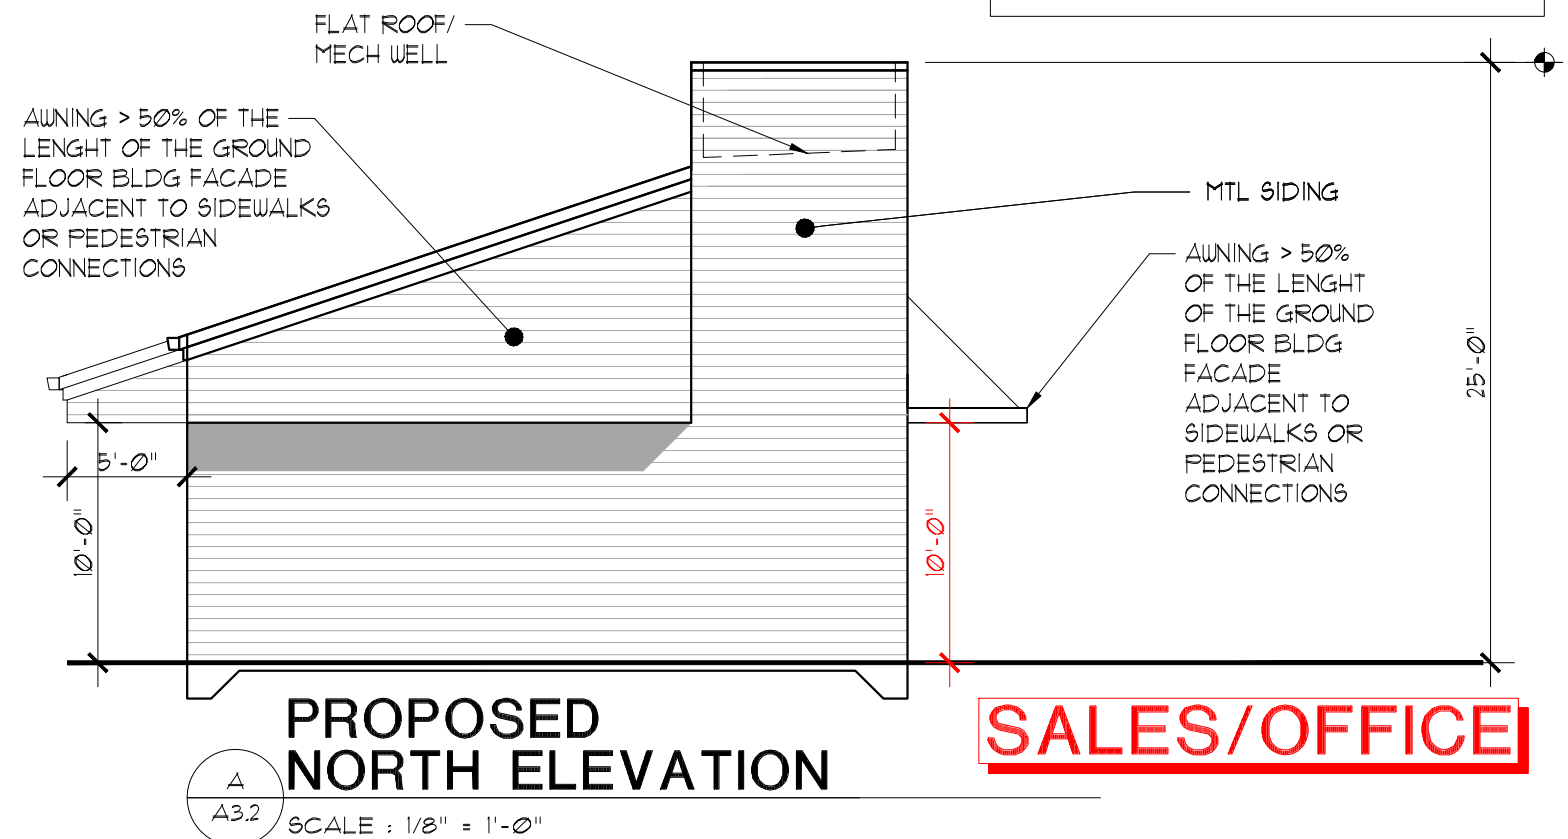 FLAT ROOF/
MECH WELL
AWNING > 50% OF THE
LENGHT OF THE GROUND
FLOOR BLDG FACADE
ADJACENT TO SIDEWALKS
OR PEDESTRIAN
CONNECTIONS
MTL SIDING
AWNING > 50%
OF THE LENGHT
OF THE GROUND
FLOOR BLDG
FACADE
ADJACENT TO
SIDEWALKS OR
PEDESTRIAN
CONNECTIONS
25'-0"
5'-0"
10'-0"
10'-0"
PROPOSED
NORTH ELEVATION
SALES/OFFICE
A
A3.2
SCALE : 1/8" = 1'-0"